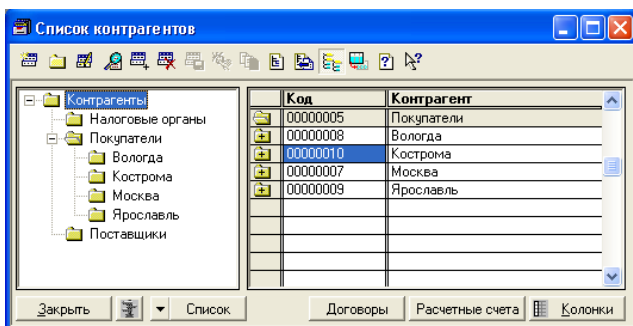 Список контрагентов
Контрагенты
Налоговые органы
Покупатели
Вологда
Кострома
Москва
Ярославль
Поставщики
Код Контрагент
00000005 Покупатели
00000008 Вологда
00000010 Кострома
00000007 Москва
00000009 Ярославль
Закрыть Список Договоры Расчетные счета Колонки